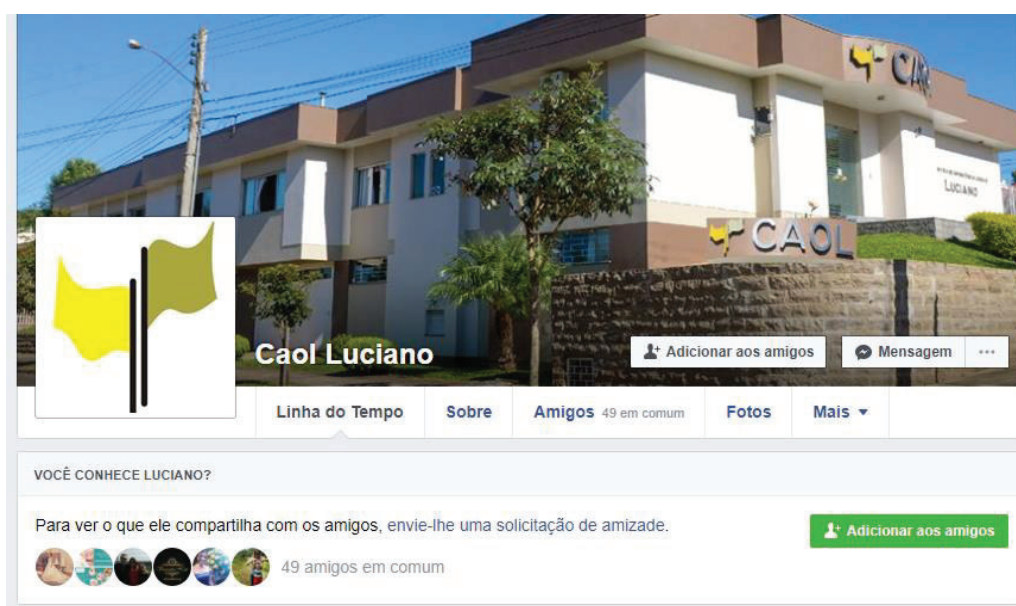 CAOL
LUCIANO
CAOL
Caol Luciano
Adicionar aos amigos
Mensagem
Linha do Tempo
Sobre
Amigos 49 em comum
Fotos
Mais
VOCÊ CONHECE LUCIANO?
Para ver o que ele compartilha com os amigos, envie-lhe uma solicitação de amizade.
Adicionar aos amigos
49 amigos em comum